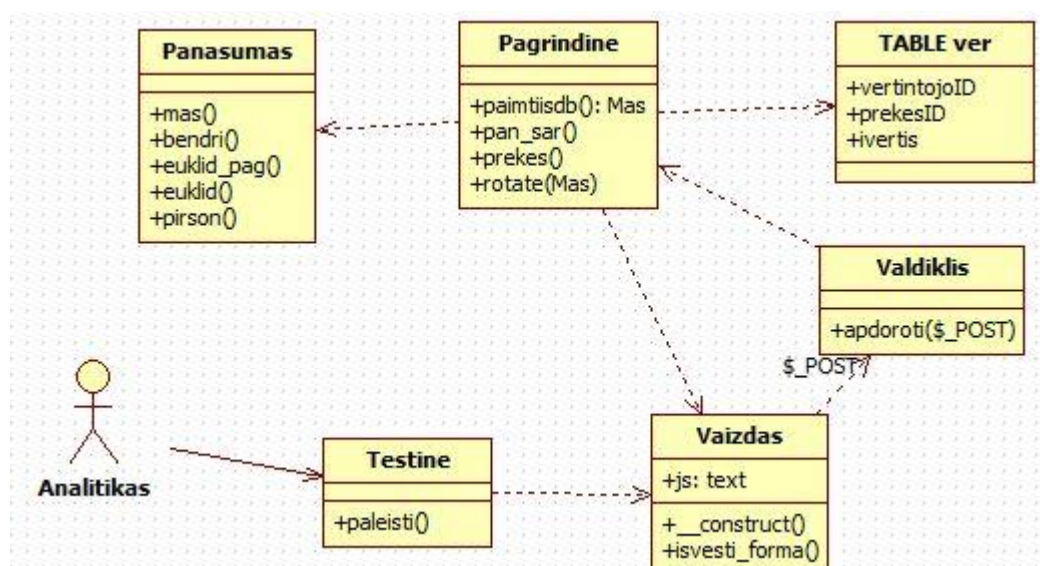 Panasumas
+mas()
+bendri()
+euklid_pag()
+euklid()
+pirson()
Pagrindine
+paimtiisdb(): Mas
+pan_sar()
+prekes()
+rotate(Mas)
TABLE ver
+vertintojoID
+prekesID
+ivertis
Valdiklis
+apdoroti($_POST)
$_POST
Analitikas
Testine
+paleisti()
Vaizdas
+js: text
+__construct()
+isvesti_forma()